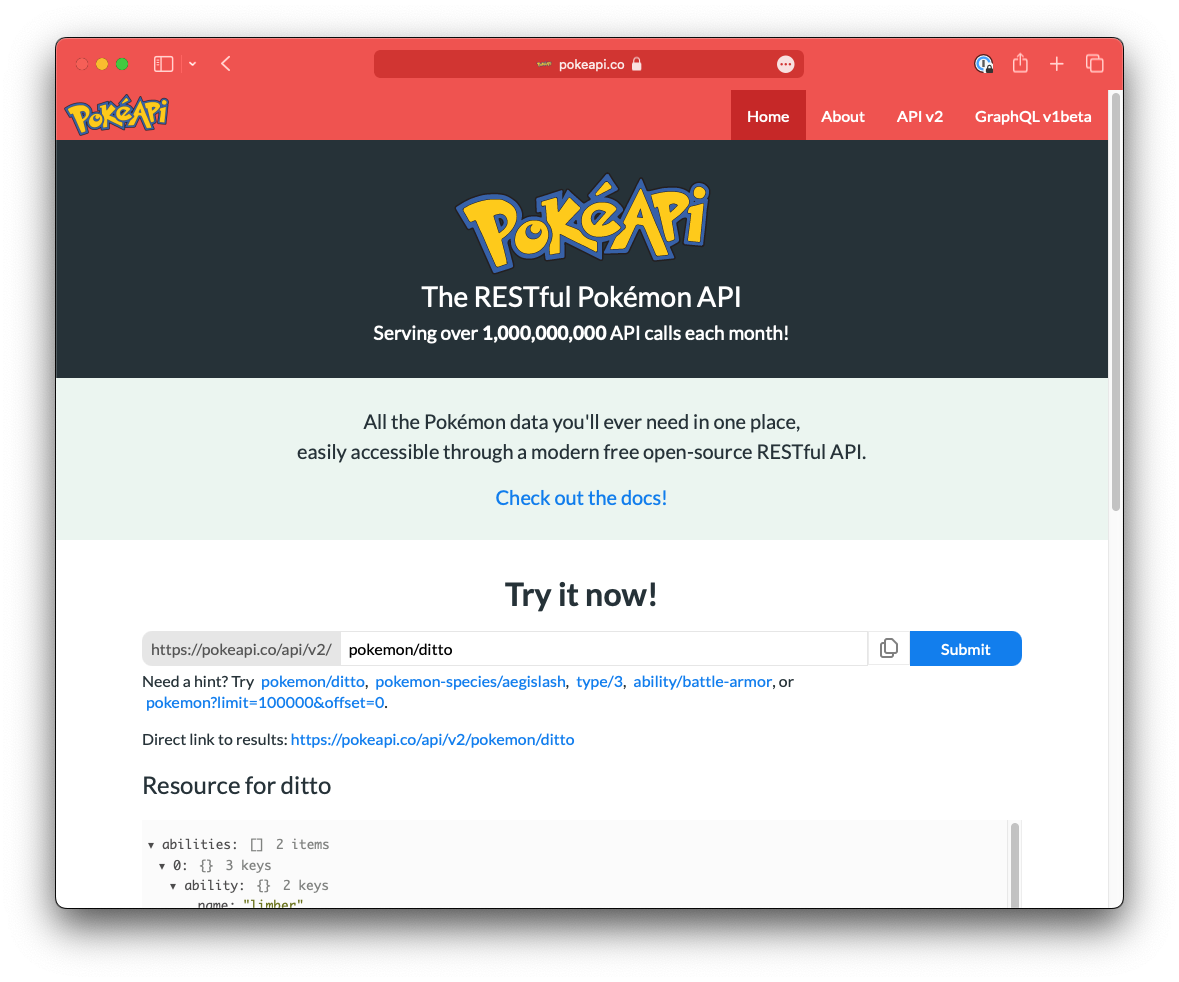 pokeapi.co
PokéApi
Home About API v2 GraphQL v1beta
PokéApi
The RESTful Pokémon API
Serving over 1,000,000,000 API calls each month!
All the Pokémon data you'll ever need in one place,
easily accessible through a modern free open-source RESTful API.
Check out the docs!
Try it now!
https://pokeapi.co/api/v2/ pokemon/ditto Submit
Need a hint? Try pokemon/ditto, pokemon-species/aegislash, type/3, ability/battle-armor, or
pokemon?limit=100000&offset=0.
Direct link to results: https://pokeapi.co/api/v2/pokemon/ditto
Resource for ditto
▾ abilities: [] 2 items
▾ 0: {} 3 keys
▾ ability: {} 2 keys
name: "limber"